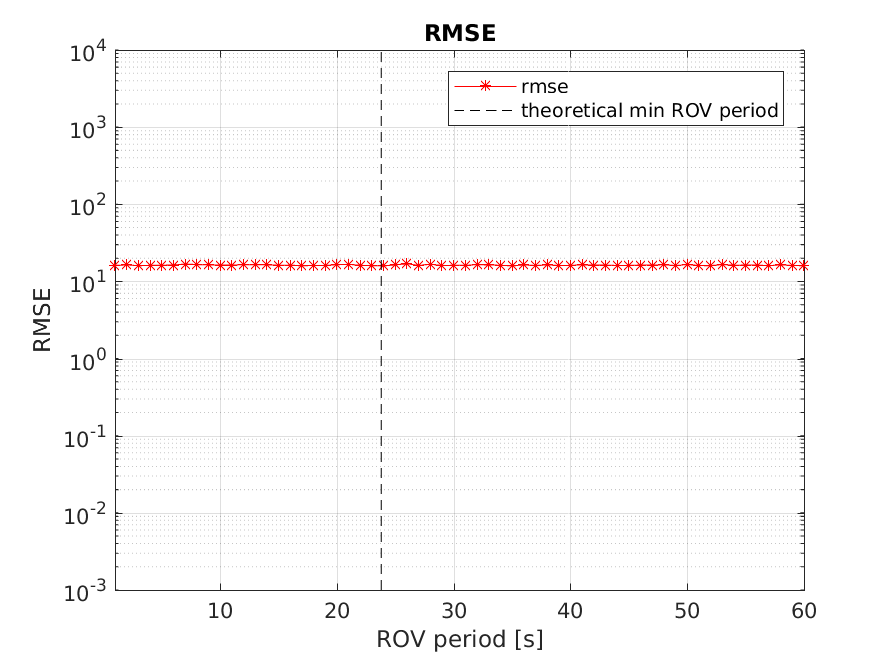 RMSE
rmse
theoretical min ROV period
10^4
10^3
10^2
10^1
10^0
10^-1
10^-2
10^-3
RMSE
10 20 30 40 50 60
ROV period [s]